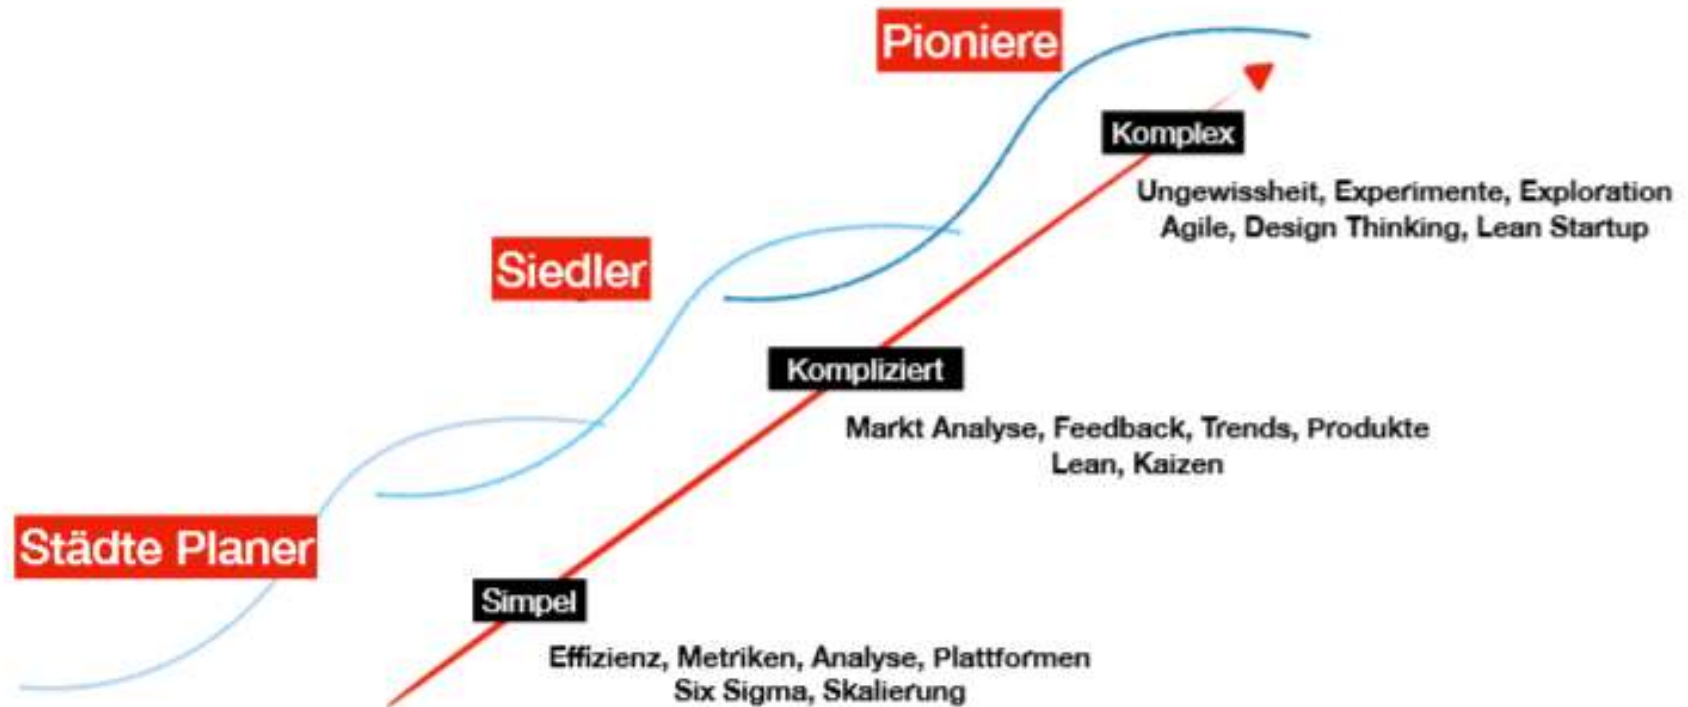 Pioniere
Komplex
Ungewissheit, Experimente, Exploration
Agile, Design Thinking, Lean Startup
Siedler
Kompliziert
Markt Analyse, Feedback, Trends, Produkte
Lean, Kaizen
Städte Planer
Simpel
Effizienz, Metriken, Analyse, Plattformen
Six Sigma, Skalierung